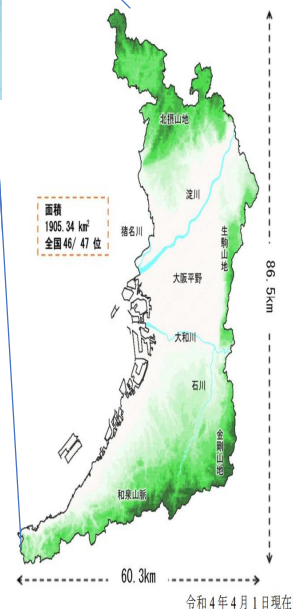 北摂山地
淀川
面積
1905.34 km²
全国46/ 47 位
猪名川
生駒山地
86.5km
大阪平野
大和川
石川
金剛山地
和泉山脈
60.3km
令和４年４月１日現在